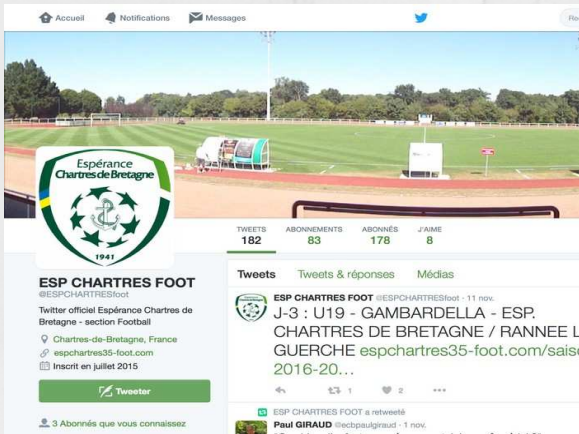 Accueil Notifications Messages
Espérance
Chartres de Bretagne
1941
TWEETS ABONNEMENTS ABONNÉS J'AIME
182 83 178 8
ESP CHARTRES FOOT
@ESPCHARTRESfoot
Twitter officiel Espérance Chartres de
Bretagne - section Football
Chartres-de-Bretagne, France
espchartres35-foot.com
Inscrit en juillet 2015
Tweeter
3 Abonnés que vous connaissez
Tweets Tweets & réponses Médias
ESP CHARTRES FOOT @ESPCHARTRESfoot · 11 nov.
J-3 : U19 - GAMBARDELLA - ESP.
CHARTRES DE BRETAGNE / RANNEE L
GUERCHE espchartres35-foot.com/sais
2016-20…
1 2
ESP CHARTRES FOOT a retweeté
Paul GIRAUD @ecbpaulgiraud · 1 nov.